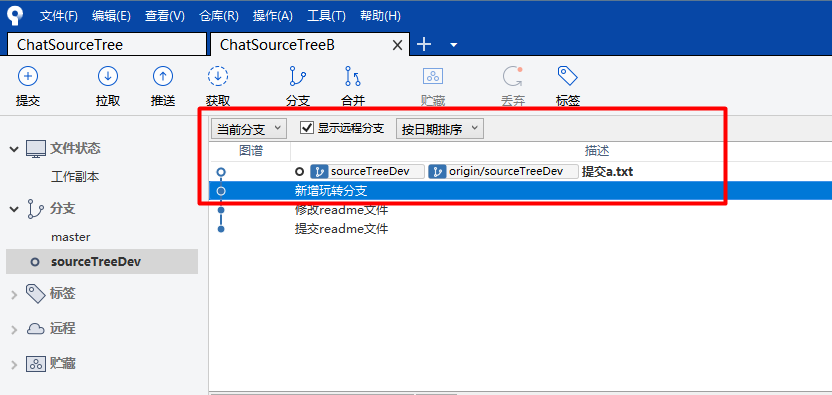 文件(F) 编辑(E) 查看(V) 仓库(R) 操作(A) 工具(T) 帮助(H)
ChatSourceTree ChatSourceTreeB
提交 拉取 推送 获取 分支 合并 贮藏 丢弃 标签
当前分支 显示远程分支 按日期排序
文件状态 图谱 描述
工作副本 sourceTreeDev origin/sourceTreeDev 提交a.txt
新增玩转分支
分支 修改readme文件
master 提交readme文件
sourceTreeDev
标签
远程
贮藏